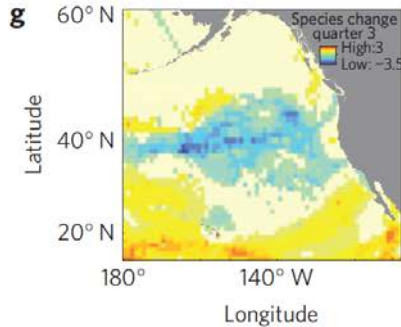 g
60° N
Species change
quarter 3
High:3
Low: −3.5
Latitude
40° N
20° N
180°
140° W
Longitude